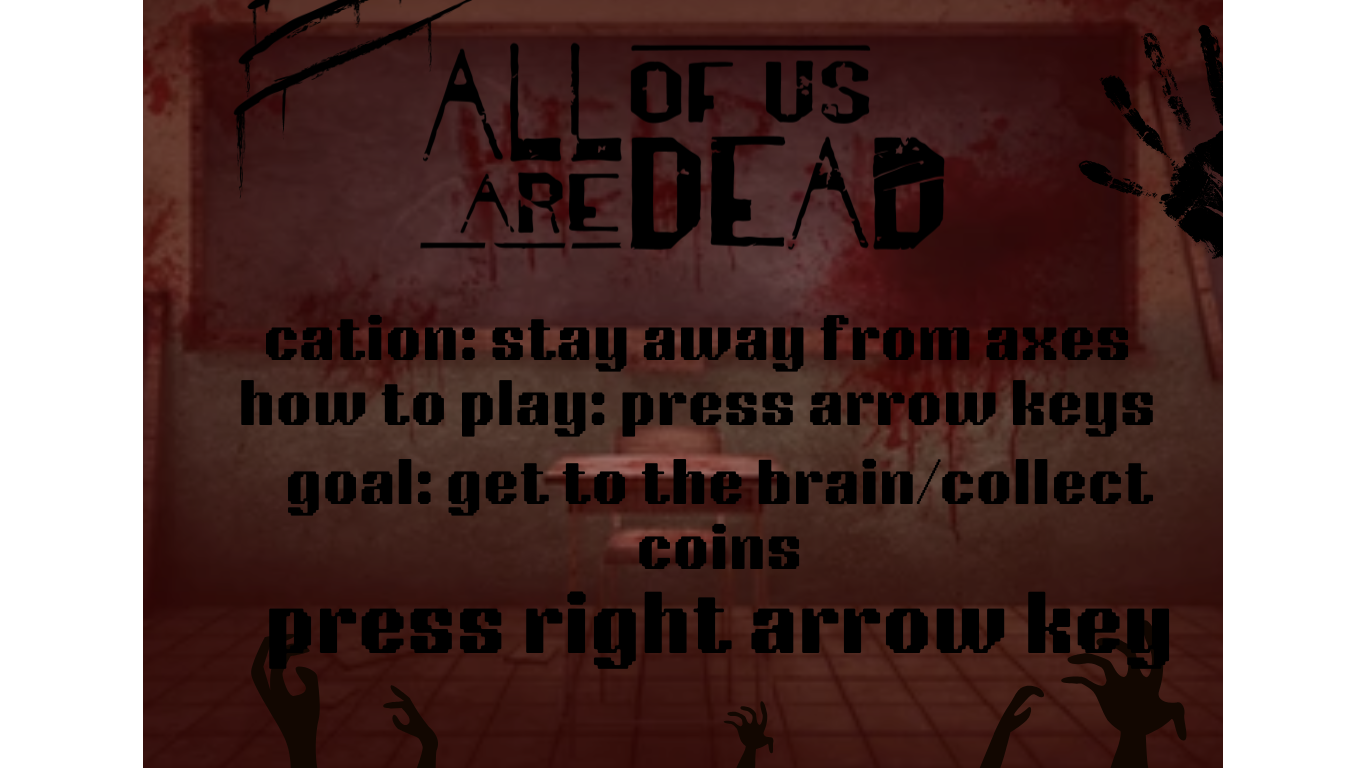 ALL OF US
ARE DEAD
cation: stay away from axes
how to play: press arrow keys
goal: get to the brain/collect
coins
press right arrow key